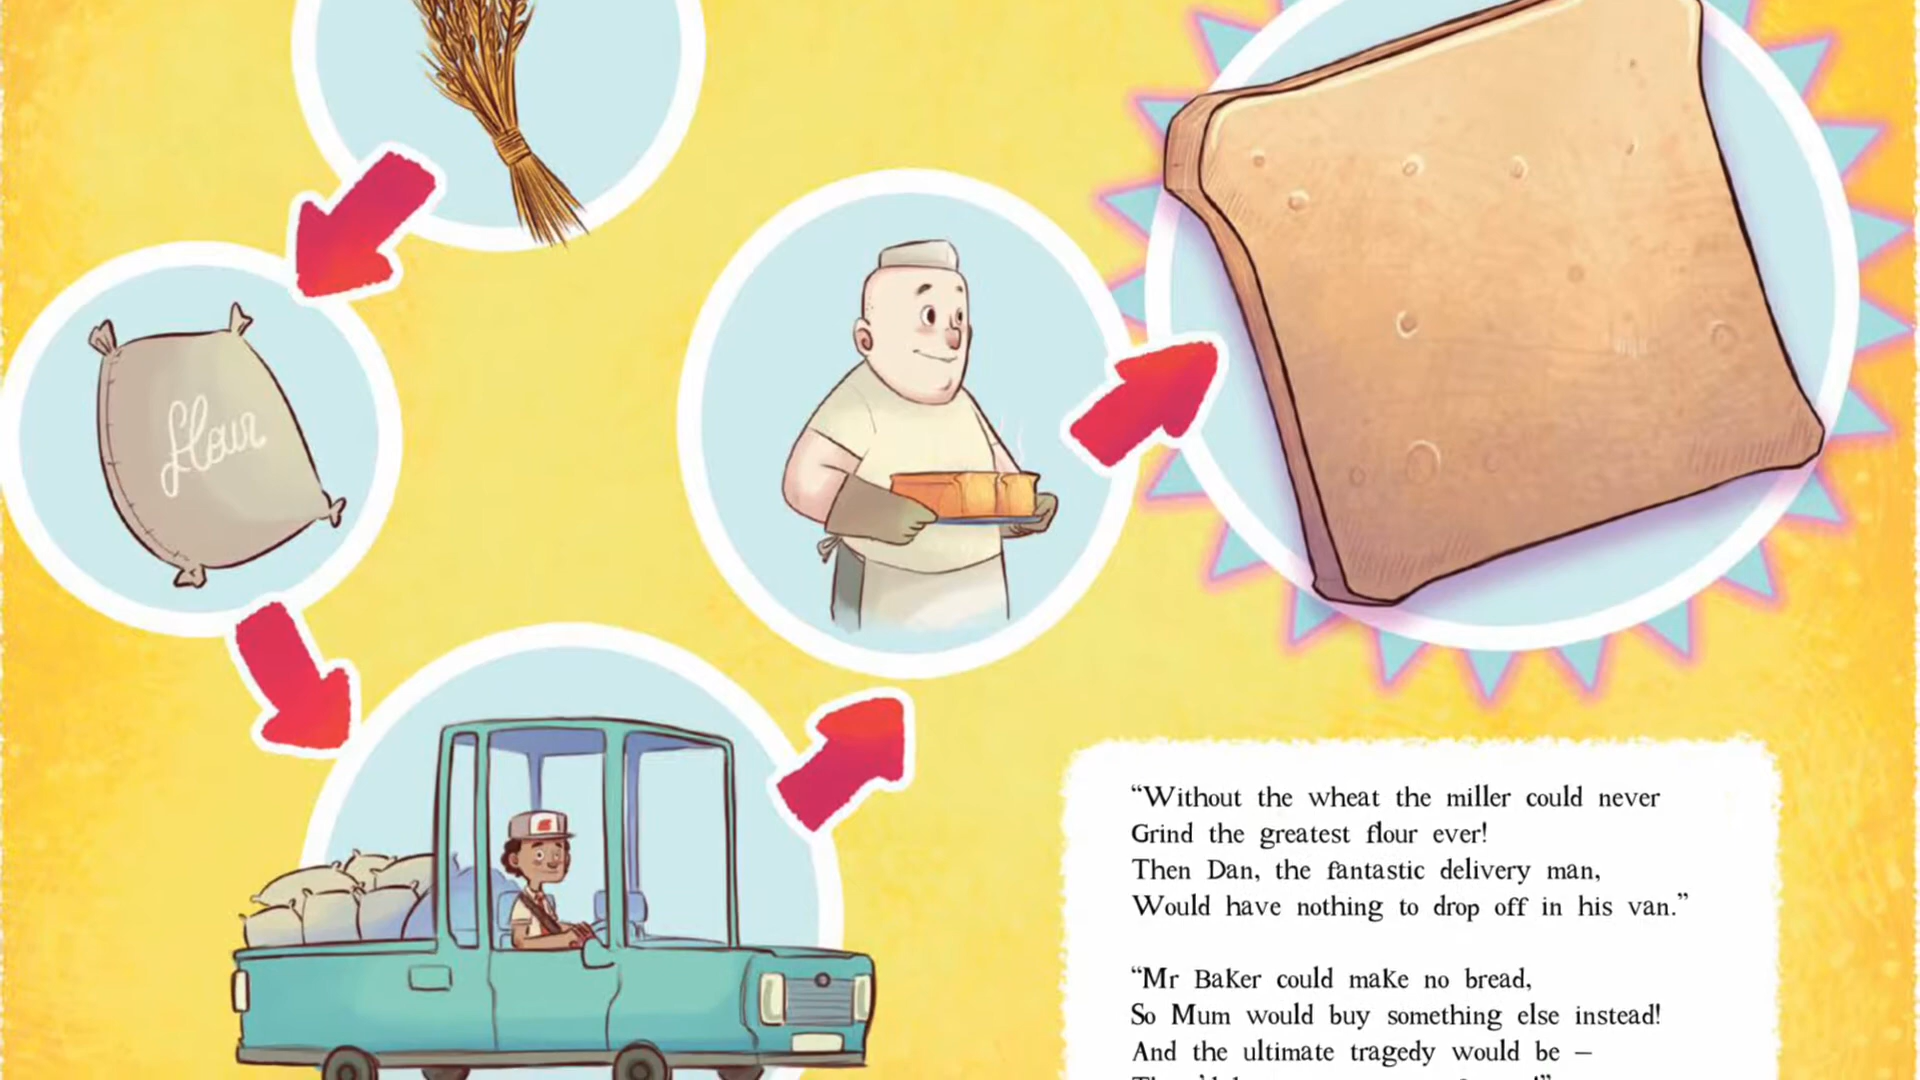 flour
“Without the wheat the miller could never
Grind the greatest flour ever!
Then Dan, the fantastic delivery man,
Would have nothing to drop off in his van.”
“Mr Baker could make no bread,
So Mum would buy something else instead!
And the ultimate tragedy would be –